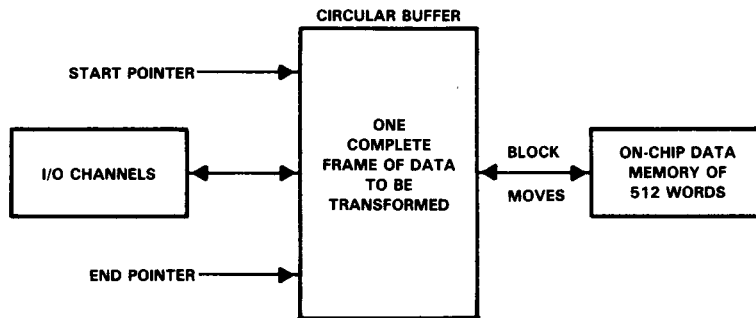 CIRCULAR BUFFER
START POINTER
I/O CHANNELS
END POINTER
ONE
COMPLETE
FRAME OF DATA
TO BE
TRANSFORMED
BLOCK
MOVES
ON-CHIP DATA
MEMORY OF
512 WORDS